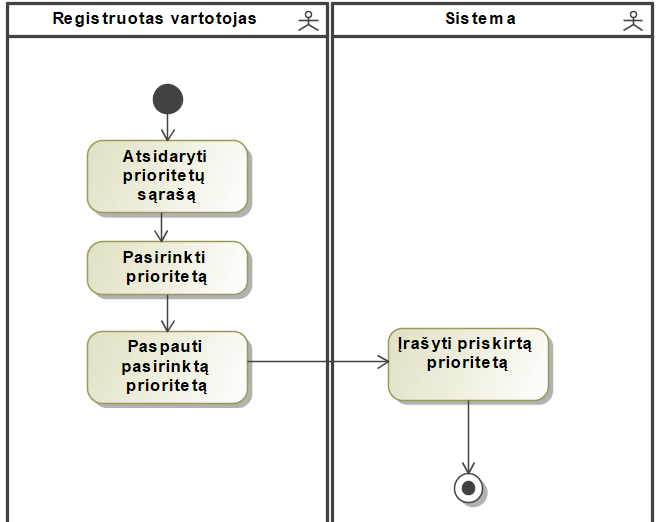 Registruotas vartotojas
Sistema
Atsidaryti
prioritetų
sąrašą
Pasirinkti
prioritetą
Paspauti
pasirinktą
prioritetą
Įrašyti priskirtą
prioritetą